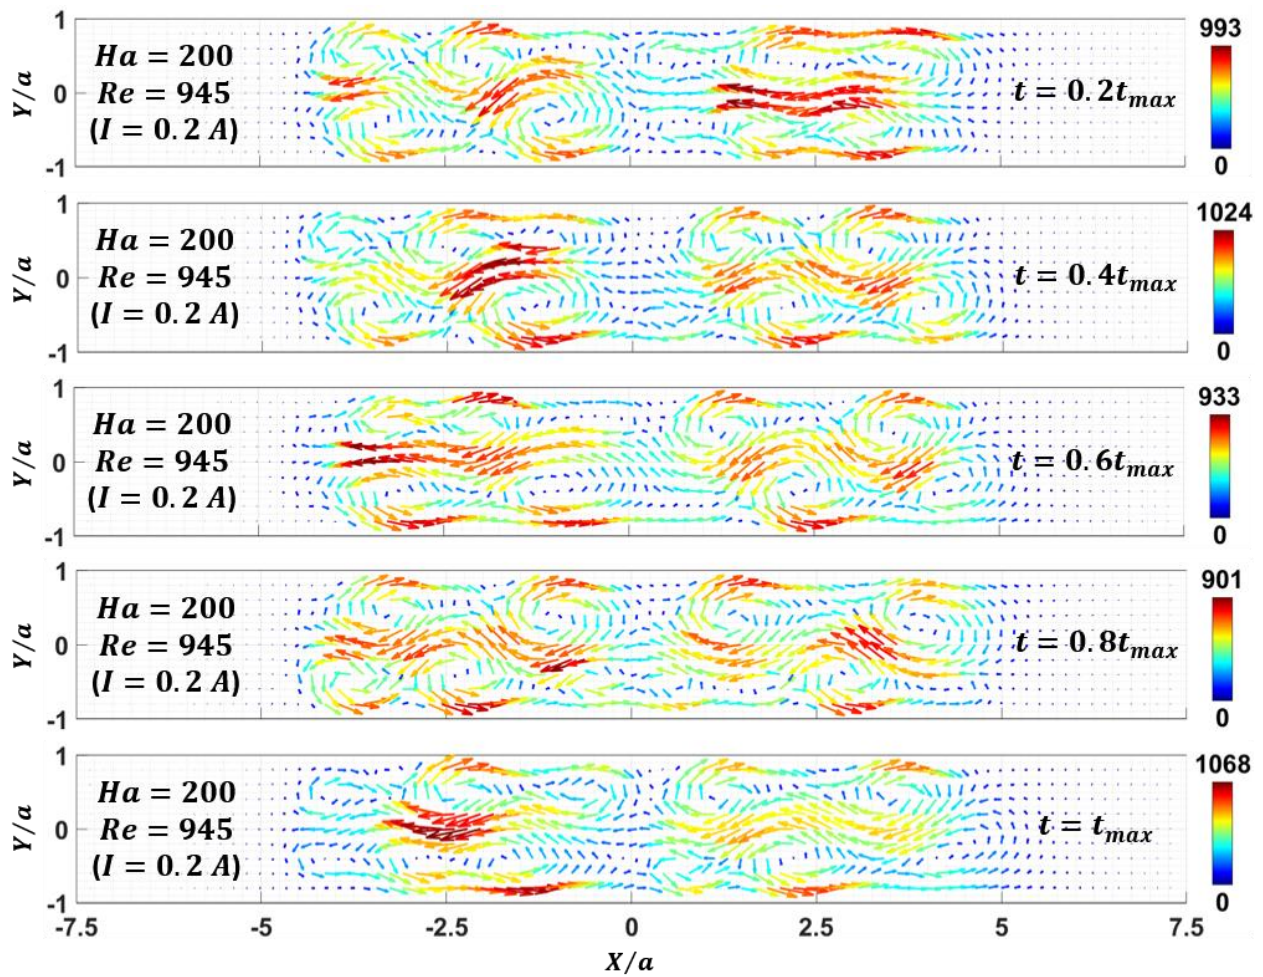 1
993
Ha = 200
Y/a
0
Re = 945
t = 0.2t_max
(I = 0.2 A)
-1
0
1
1024
Ha = 200
Y/a
0
Re = 945
t = 0.4t_max
(I = 0.2 A)
-1
0
1
933
Ha = 200
Y/a
0
Re = 945
t = 0.6t_max
(I = 0.2 A)
-1
0
1
901
Ha = 200
Y/a
0
Re = 945
t = 0.8t_max
(I = 0.2 A)
-1
0
1
1068
Ha = 200
Y/a
0
Re = 945
t = t_max
(I = 0.2 A)
-1
0
-7.5 -5 -2.5 0 2.5 5 7.5
X/a